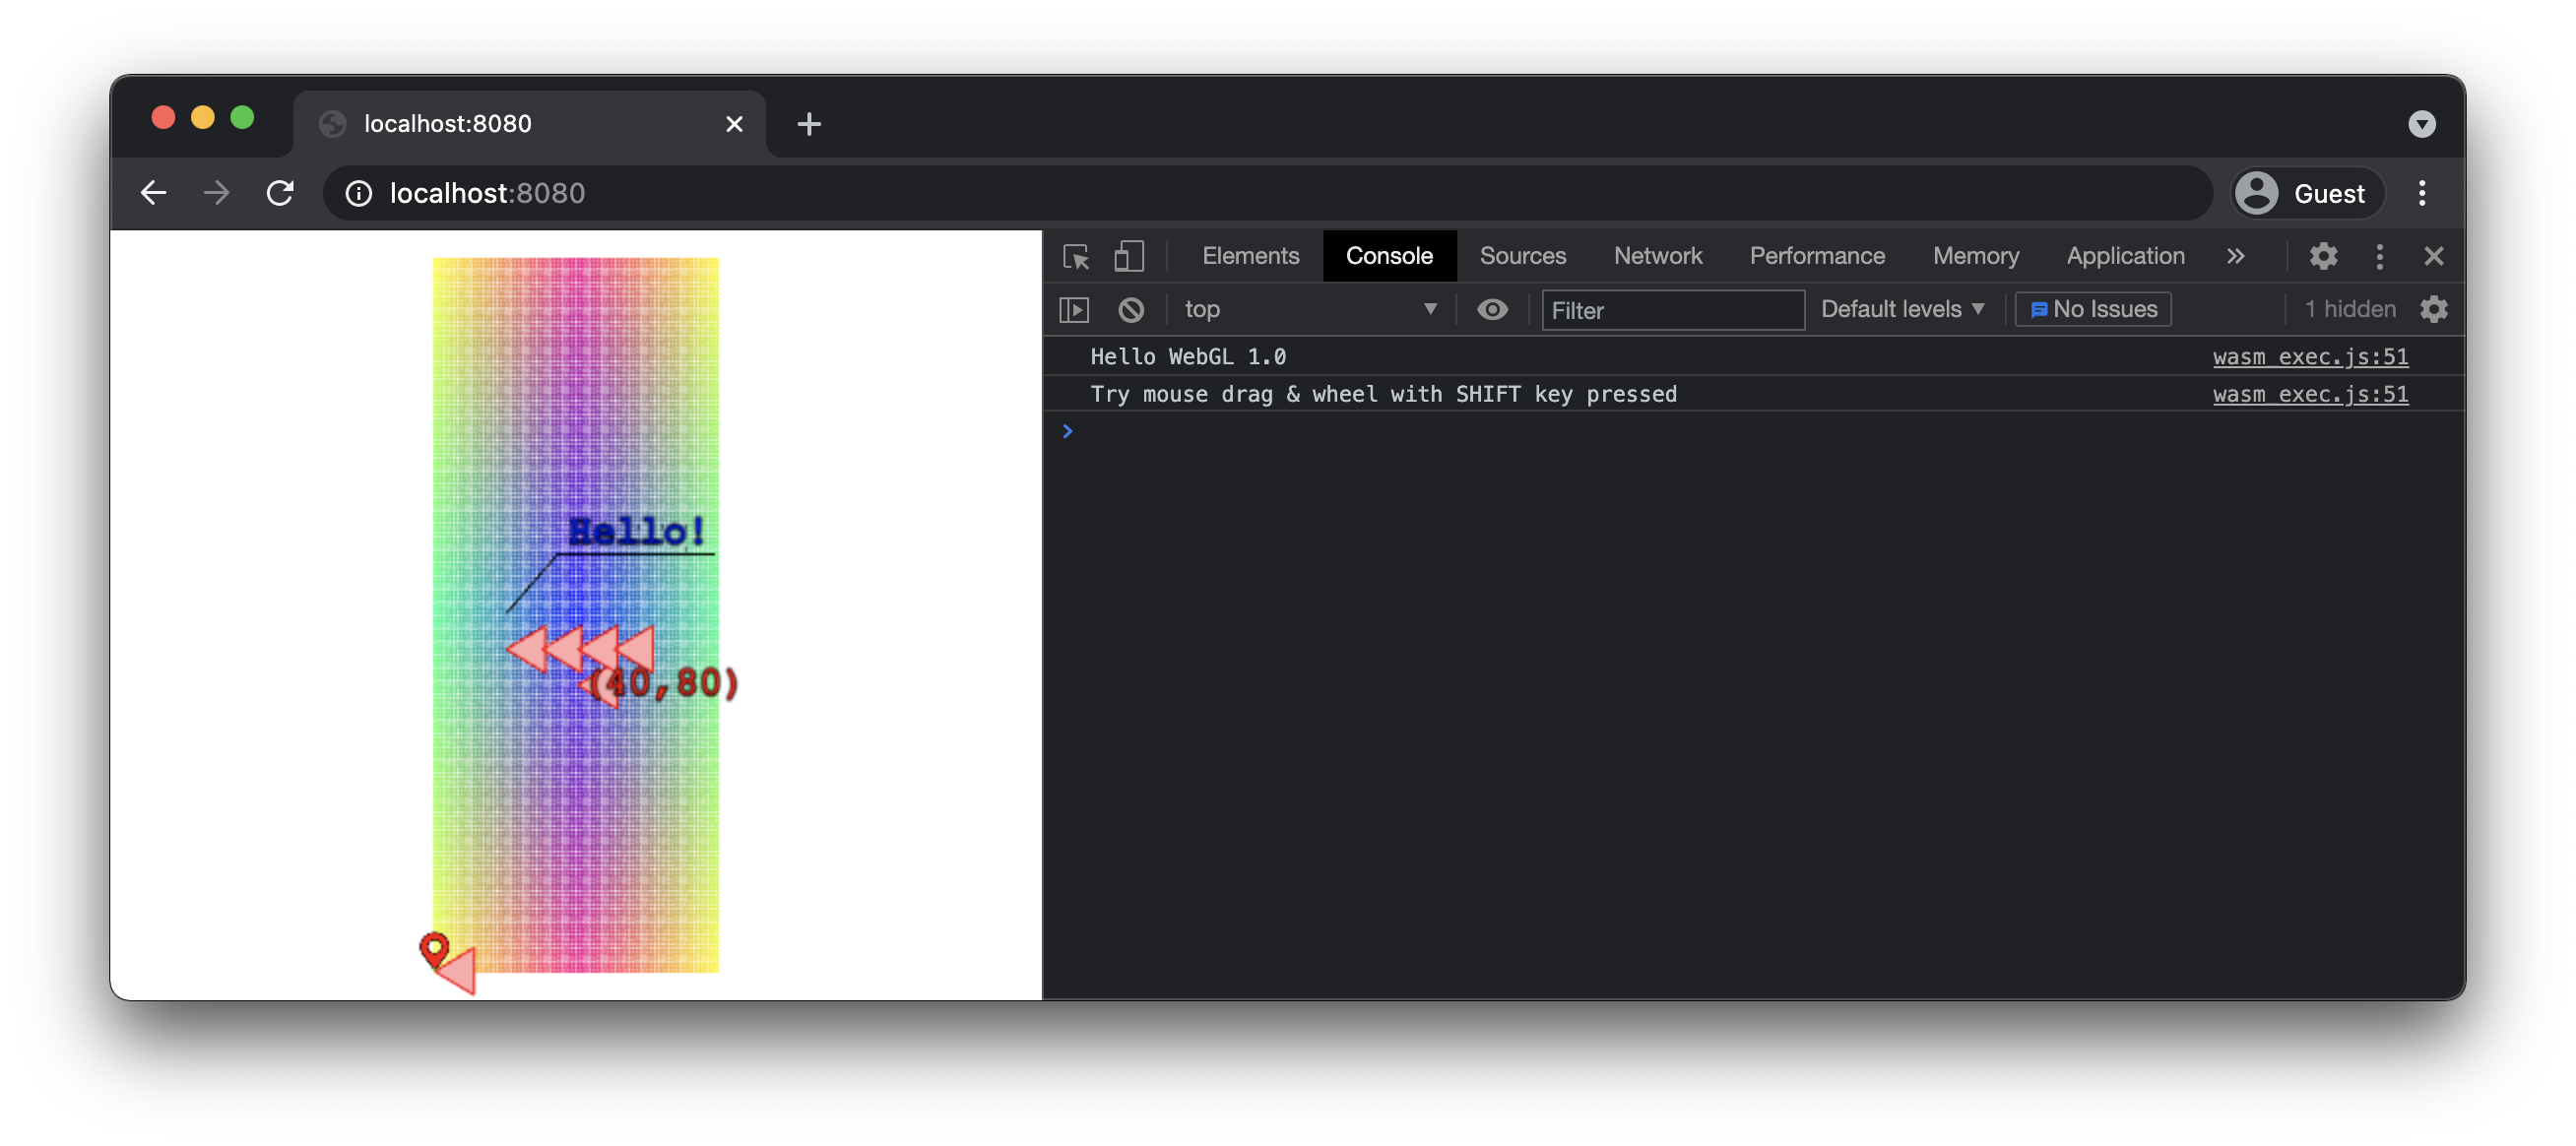 localhost:8080
localhost:8080
Guest
Elements Console Sources Network Performance Memory Application
top Filter Default levels No Issues 1 hidden
Hello WebGL 1.0 wasm_exec.js:51
Try mouse drag & wheel with SHIFT key pressed wasm_exec.js:51
Hello!
(40,80)